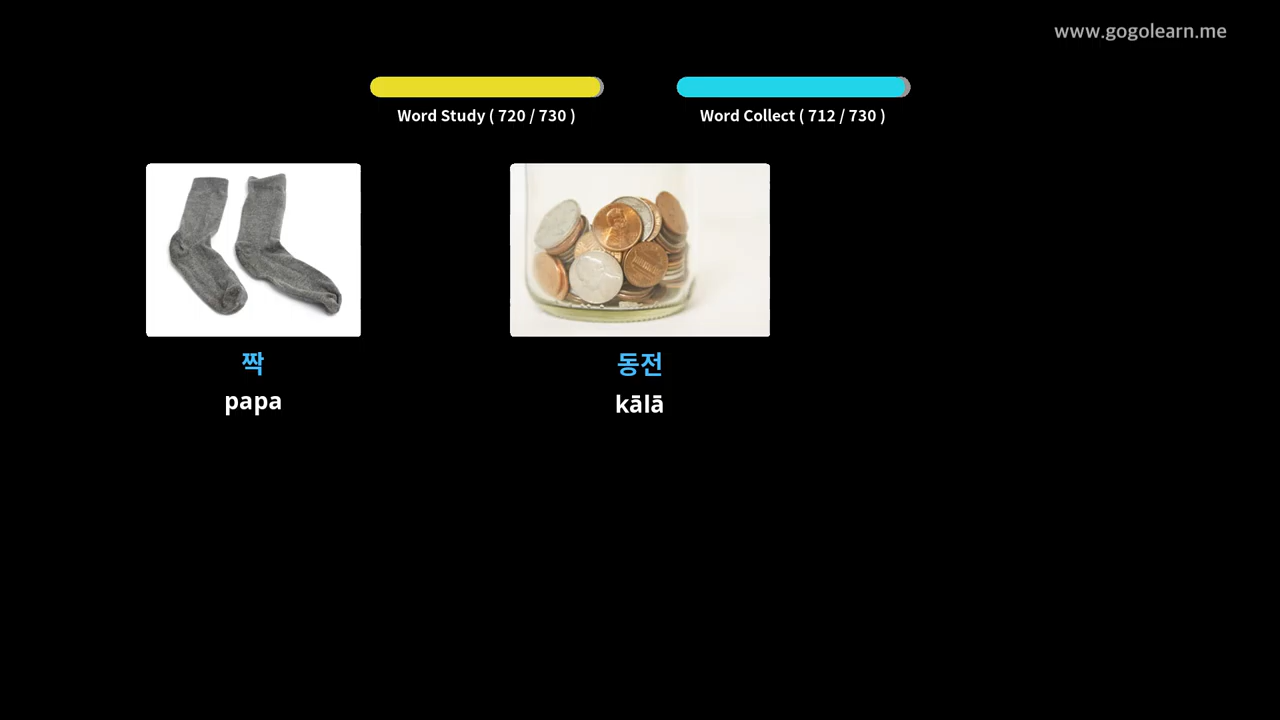 www.gogolearn.me
Word Study ( 720 / 730 )
Word Collect ( 712 / 730 )
짝
papa
동전
kālā